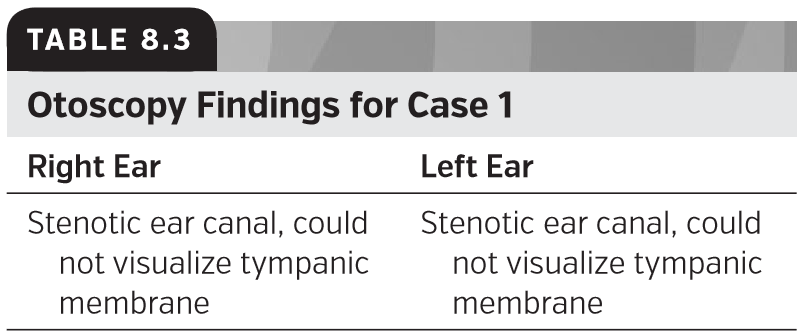 TABLE 8.3
Otoscopy Findings for Case 1
Right Ear Left Ear
Stenotic ear canal, could Stenotic ear canal, could
not visualize tympanic not visualize tympanic
membrane membrane